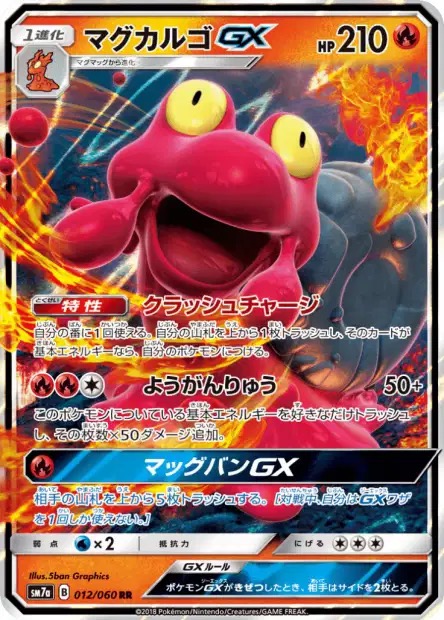 1進化 マグカルゴGX HP210
マグマッグから進化
特性 クラッシュチャージ
自分の番に1回使える。自分の山札を上から1枚トラッシュし、そのカードが
基本エネルギーなら、自分のポケモンにつける。
ようがんりゅう 50+
このポケモンについている基本エネルギーを好きなだけトラッシュ
し、その枚数×50ダメージ追加。
マッグバンGX
相手の山札を上から5枚トラッシュする。[対戦中、自分はGXワザ
を1回しか使えない。]
弱点 ×2 抵抗力 にげる
Illus.5ban Graphics GXルール
SM7a B 012/060 RR ポケモンGXがきぜつしたとき、相手はサイドを2枚とる。
©2018 Pokémon/Nintendo/Creatures/GAME FREAK.